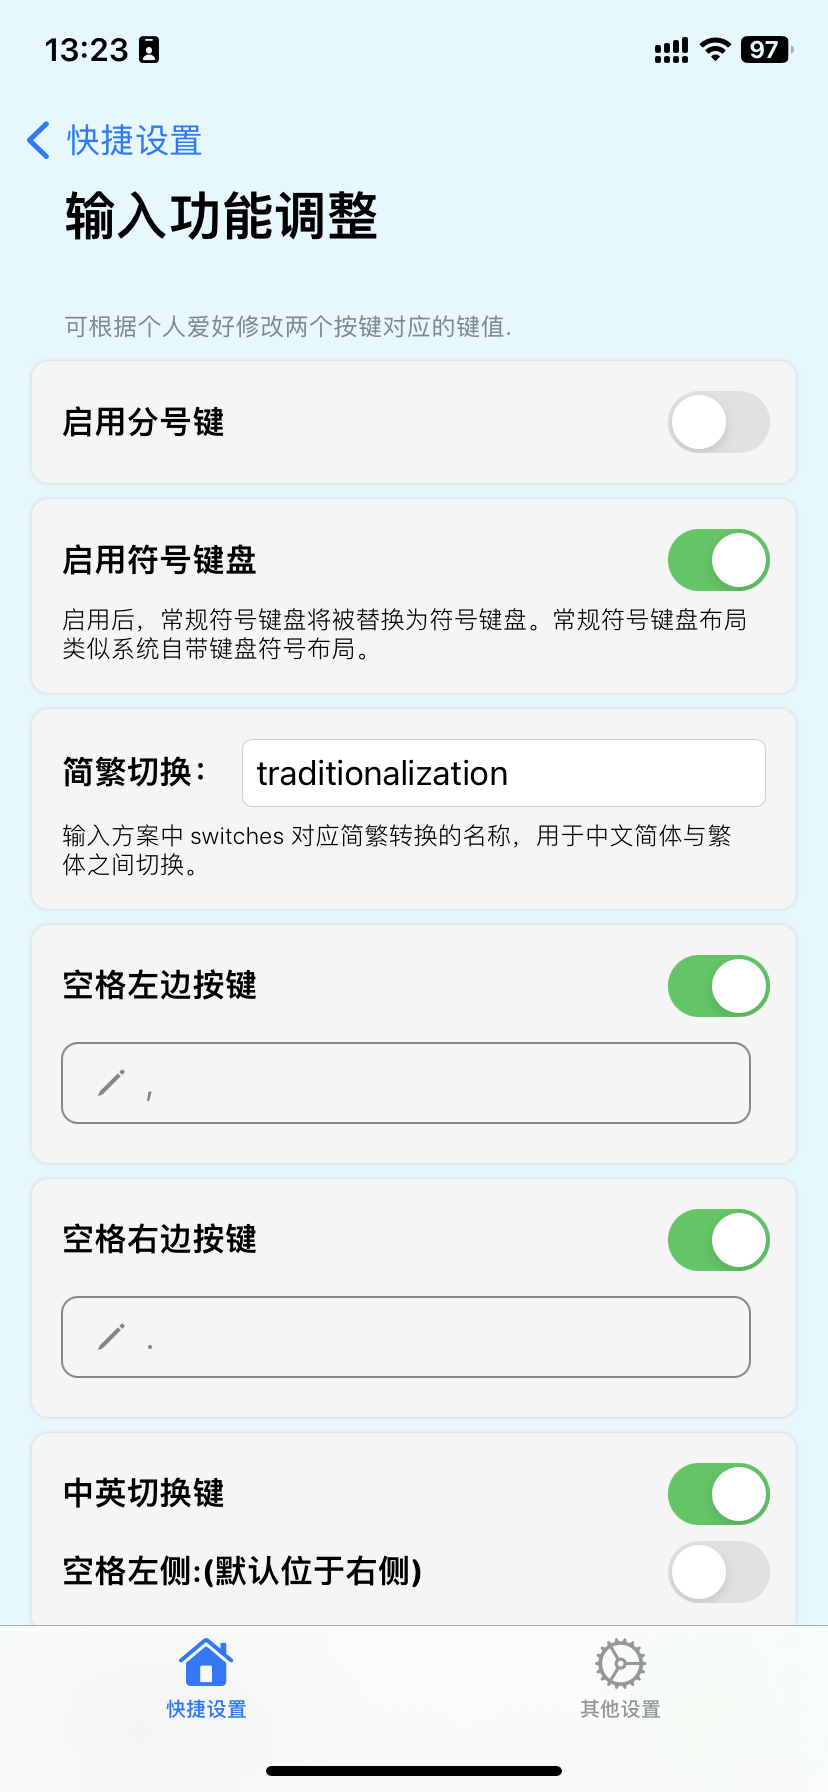 13:23
97
快捷设置
输入功能调整
可根据个人爱好修改两个按键对应的键值.
启用分号键
启用符号键盘
启用后，常规符号键盘将被替换为符号键盘。常规符号键盘布局
类似系统自带键盘符号布局。
简繁切换：
traditionalization
输入方案中 switches 对应简繁转换的名称，用于中文简体与繁
体之间切换。
空格左边按键
,
空格右边按键
.
中英切换键
空格左侧:(默认位于右侧)
快捷设置
其他设置